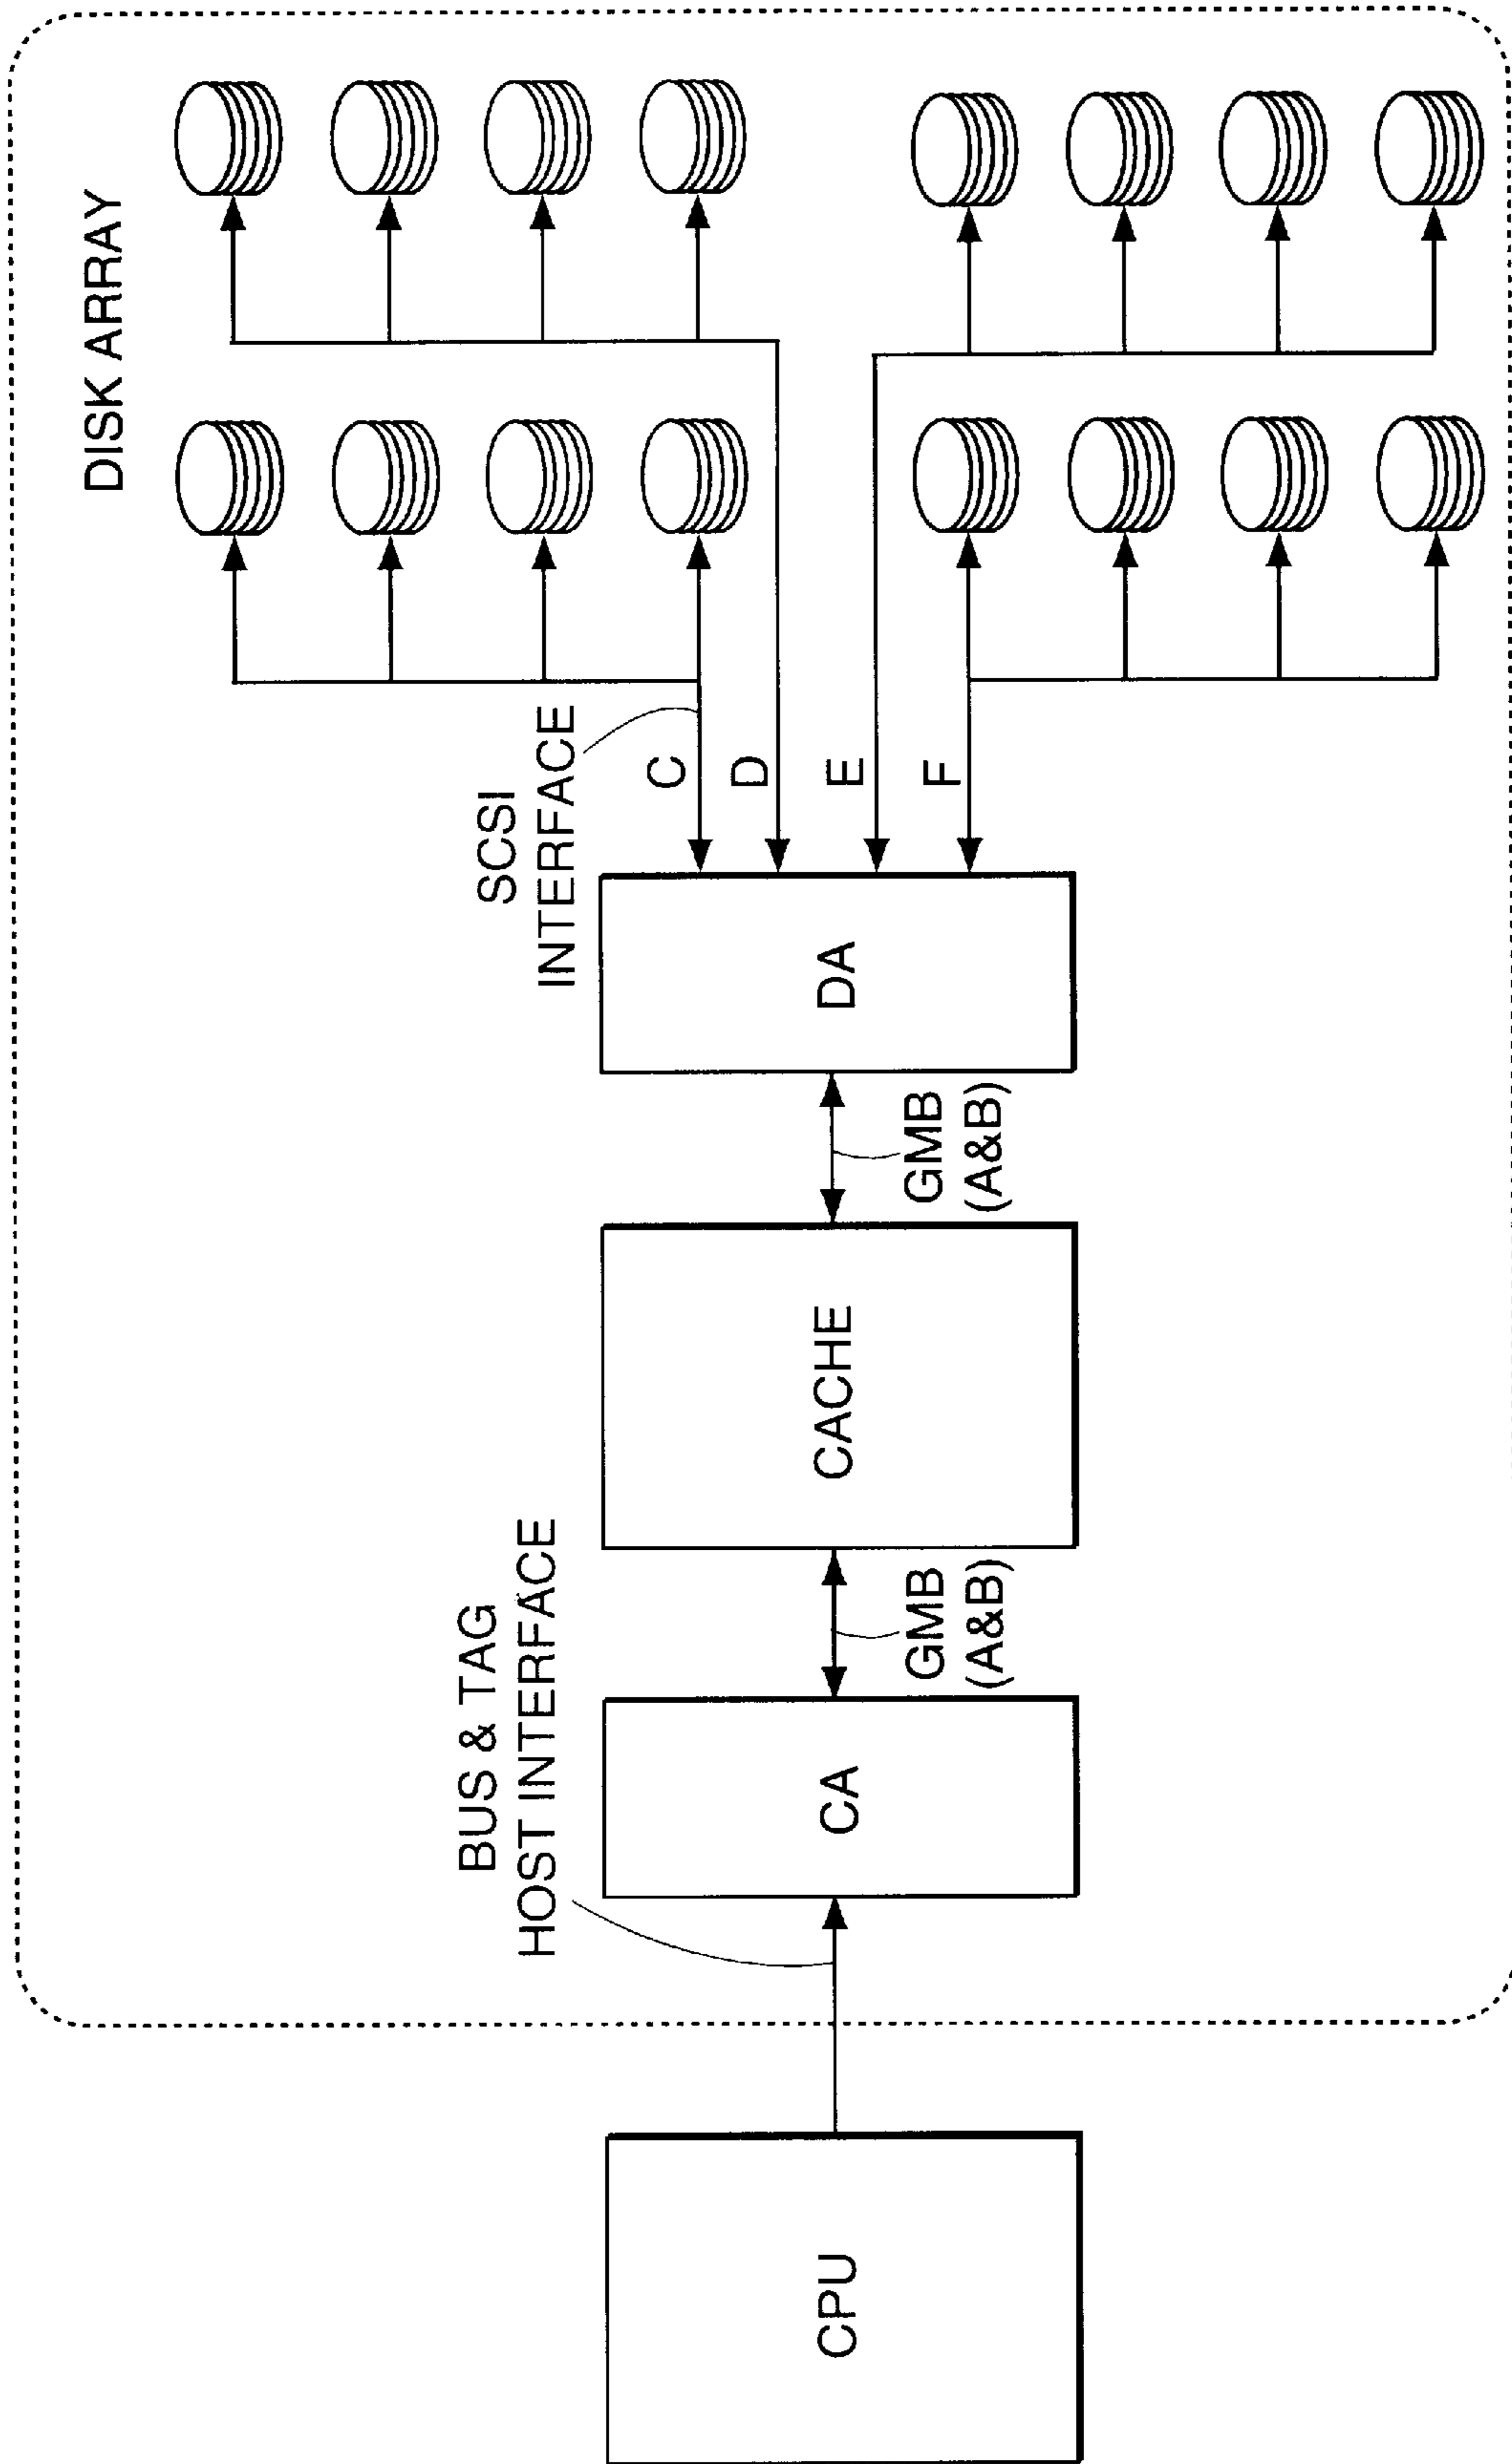 DISK ARRAY
SCSI
INTERFACE
C
D
E
F
BUS & TAG
HOST INTERFACE
CPU
CA
CACHE
DA
GMB
(A&B)
GMB
(A&B)